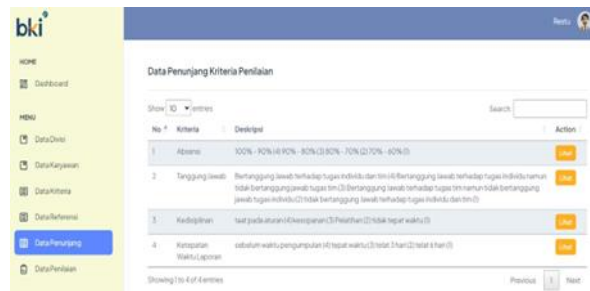 bki
Restu
HOME
Dashboard
MENU
Data Divisi
Data Karyawan
Data Kriteria
Data Referensi
Data Penunjang
Data Penilaian
Data Penunjang Kriteria Penilaian
Show 10 entries
Search:
No Kriteria Deskripsi Action
1 Absensi 100% - 90% (4) 90% - 80% (3) 80% - 70% (2) 70% - 60% (1) Lihat
2 Tanggung Jawab Bertanggung jawab terhadap tugas individu dan tim (4) Bertanggung jawab terhadap tugas individu namun Lihat
tidak bertanggung jawab tugas tim (3) Bertanggung jawab terhadap tugas tim namun tidak bertanggung
jawab tugas individu (2) tidak bertanggung jawab terhadap tugas individu dan tim (1)
3 Kedisiplinan taat pada aturan (4) kesopanan (3) Pelatihan (2) tidak tepat waktu (1) Lihat
4 Ketepatan sebelum waktu pengumpulan (4) tepat waktu (3) telat 3 hari (2) telat 6 hari (1) Lihat
Waktu Laporan
Showing 1 to 4 of 4 entries
Previous 1 Next